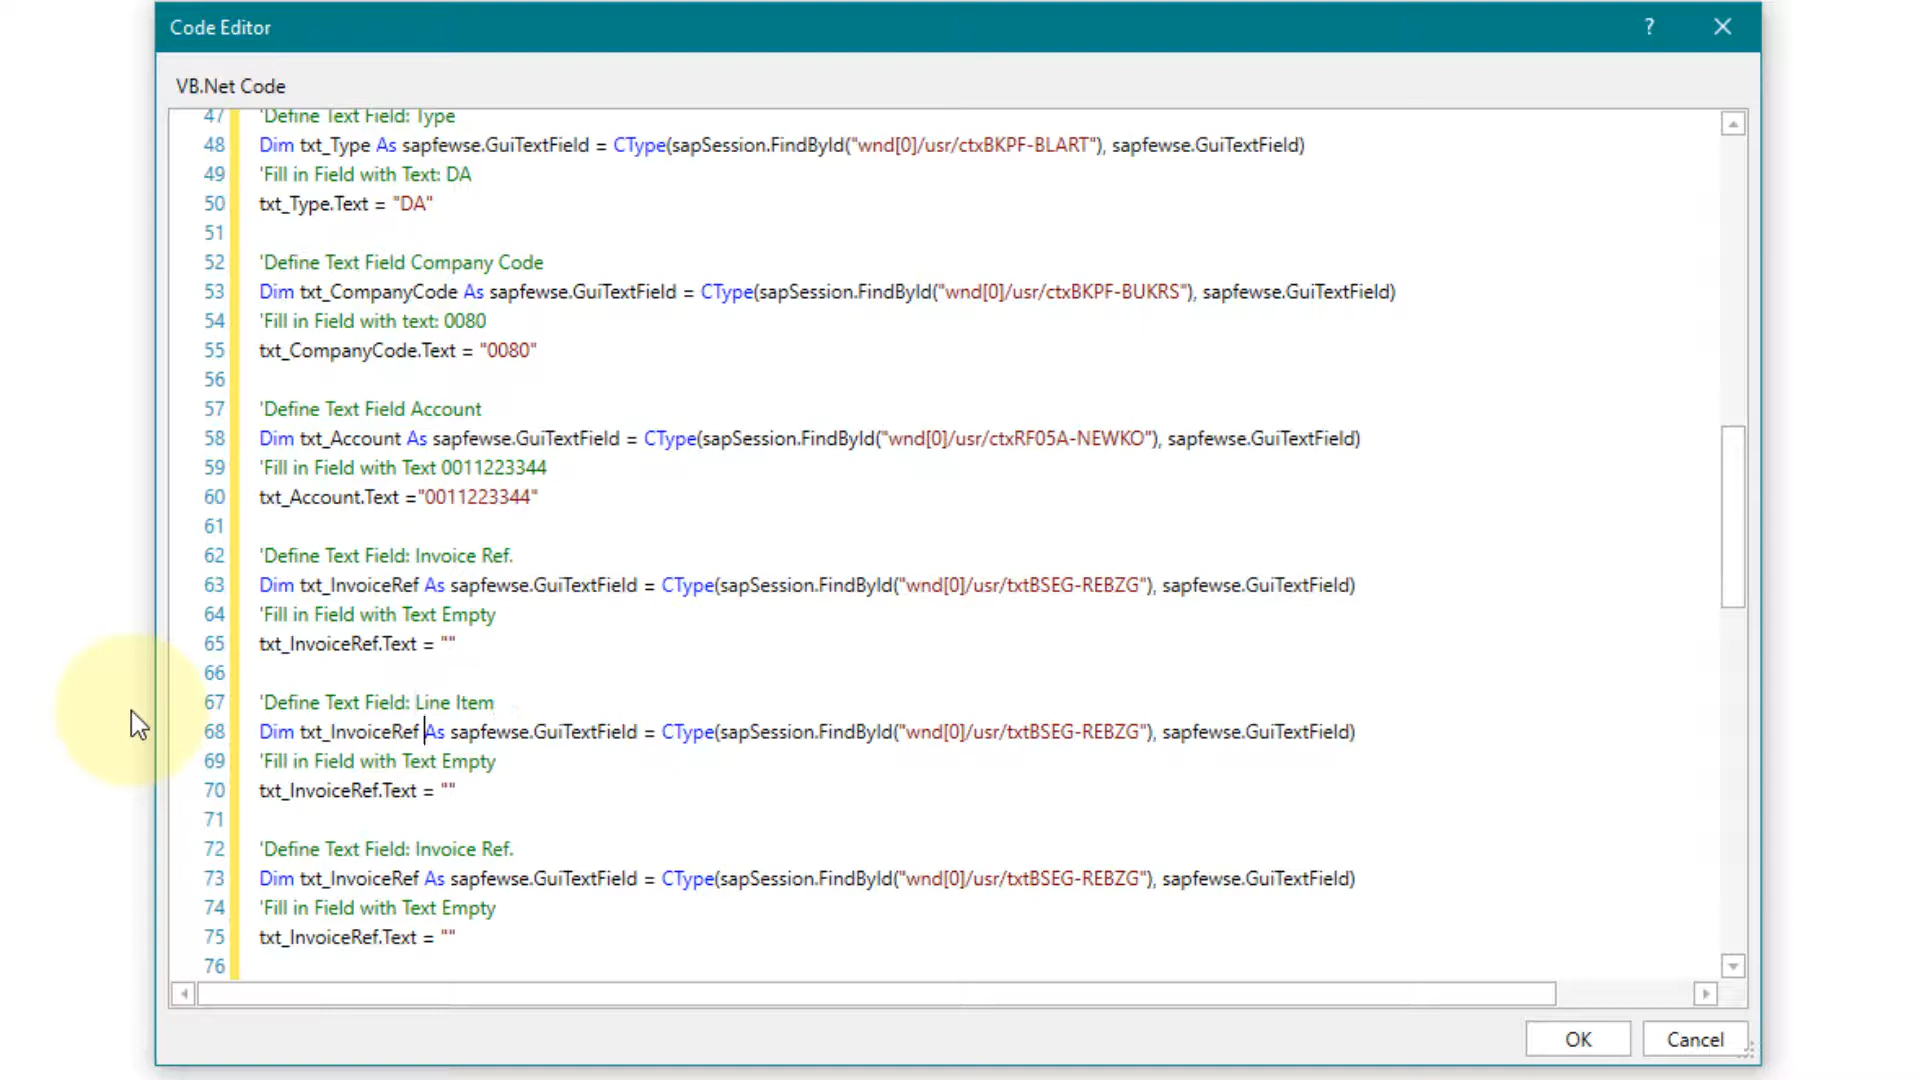 Code Editor
?
VB.Net Code
47 'Define Text Field: Type
48 Dim txt_Type As sapfewse.GuiTextField = CType(sapSession.FindById("wnd[0]/usr/ctxBKPF-BLART"), sapfewse.GuiTextField)
49 'Fill in Field with Text: DA
50 txt_Type.Text = "DA"
51
52 'Define Text Field Company Code
53 Dim txt_CompanyCode As sapfewse.GuiTextField = CType(sapSession.FindById("wnd[0]/usr/ctxBKPF-BUKRS"), sapfewse.GuiTextField)
54 'Fill in Field with text: 0080
55 txt_CompanyCode.Text = "0080"
56
57 'Define Text Field Account
58 Dim txt_Account As sapfewse.GuiTextField = CType(sapSession.FindById("wnd[0]/usr/ctxRF05A-NEWKO"), sapfewse.GuiTextField)
59 'Fill in Field with Text 0011223344
60 txt_Account.Text ="0011223344"
61
62 'Define Text Field: Invoice Ref.
63 Dim txt_InvoiceRef As sapfewse.GuiTextField = CType(sapSession.FindById("wnd[0]/usr/txtBSEG-REBZG"), sapfewse.GuiTextField)
64 'Fill in Field with Text Empty
65 txt_InvoiceRef.Text = ""
66
67 'Define Text Field: Line Item
68 Dim txt_InvoiceRef As sapfewse.GuiTextField = CType(sapSession.FindById("wnd[0]/usr/txtBSEG-REBZG"), sapfewse.GuiTextField)
69 'Fill in Field with Text Empty
70 txt_InvoiceRef.Text = ""
71
72 'Define Text Field: Invoice Ref.
73 Dim txt_InvoiceRef As sapfewse.GuiTextField = CType(sapSession.FindById("wnd[0]/usr/txtBSEG-REBZG"), sapfewse.GuiTextField)
74 'Fill in Field with Text Empty
75 txt_InvoiceRef.Text = ""
76
OK Cancel